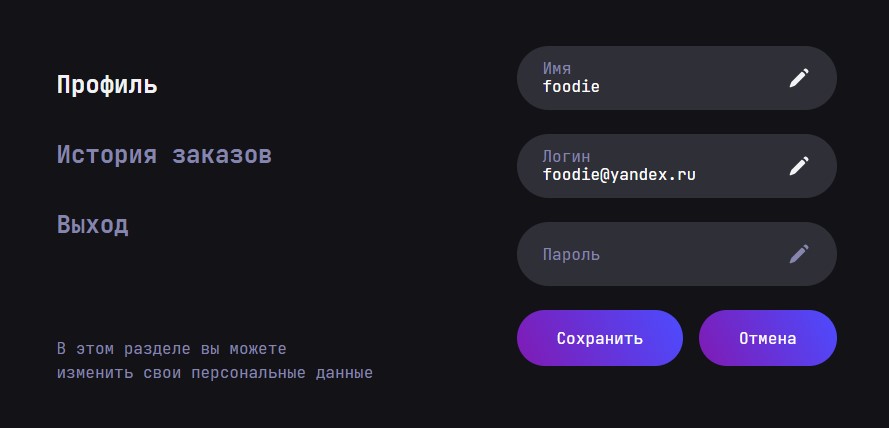 Профиль
История заказов
Выход
В этом разделе вы можете
изменить свои персональные данные
Имя
foodie
Логин
foodie@yandex.ru
Пароль
Сохранить
Отмена